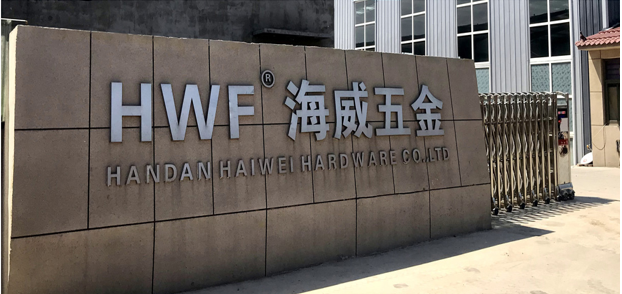 HWF® 海威五金
HANDAN HAIWEI HARDWARE CO., LTD